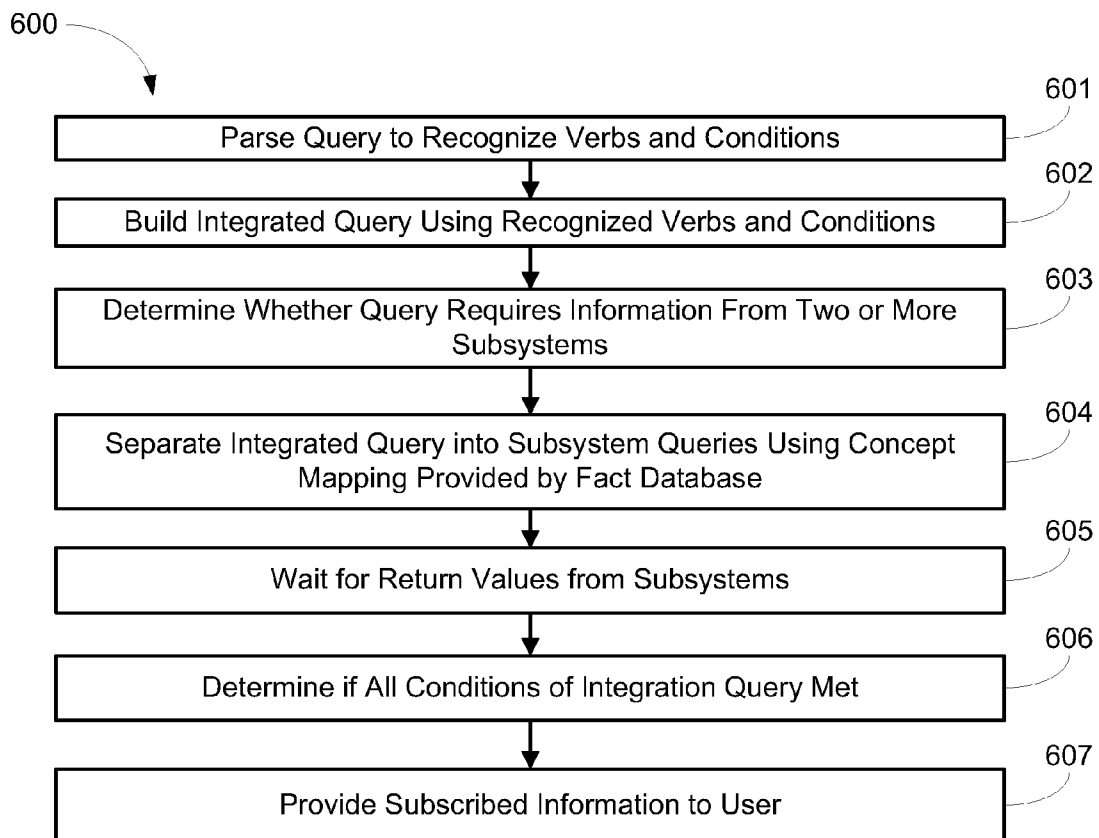 600
601
Parse Query to Recognize Verbs and Conditions
602
Build Integrated Query Using Recognized Verbs and Conditions
603
Determine Whether Query Requires Information From Two or More
Subsystems
604
Separate Integrated Query into Subsystem Queries Using Concept
Mapping Provided by Fact Database
605
Wait for Return Values from Subsystems
606
Determine if All Conditions of Integration Query Met
607
Provide Subscribed Information to User